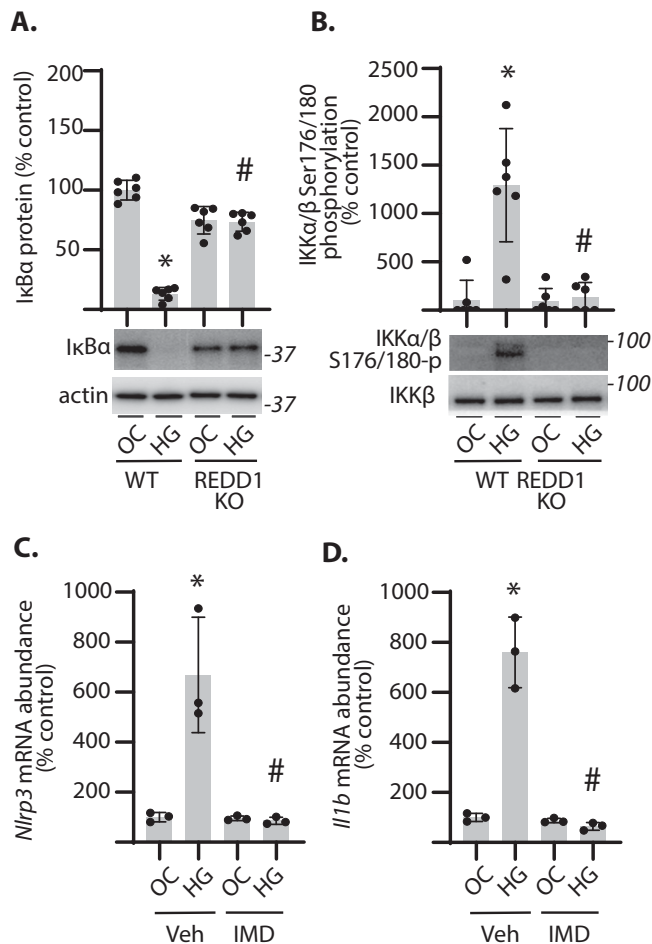 A.
IκBα protein (% control)
200
150
100
50
*
#
IκBα
-37
actin
-37
OC
HG
OC
HG
WT
REDD1
KO
B.
IKKα/β Ser176/180
phosphorylation
(% control)
2500
2000
1500
1000
500
0
*
#
IKKα/β
S176/180-p
-100
IKKβ
-100
OC
HG
OC
HG
WT REDD1
KO
C.
Nlrp3 mRNA abundance
(% control)
1000
800
600
400
200
*
#
OC
HG
OC
HG
Veh
IMD
D.
Il1b mRNA abundance
(% control)
1000
800
600
400
200
*
#
OC
HG
OC
HG
Veh
IMD